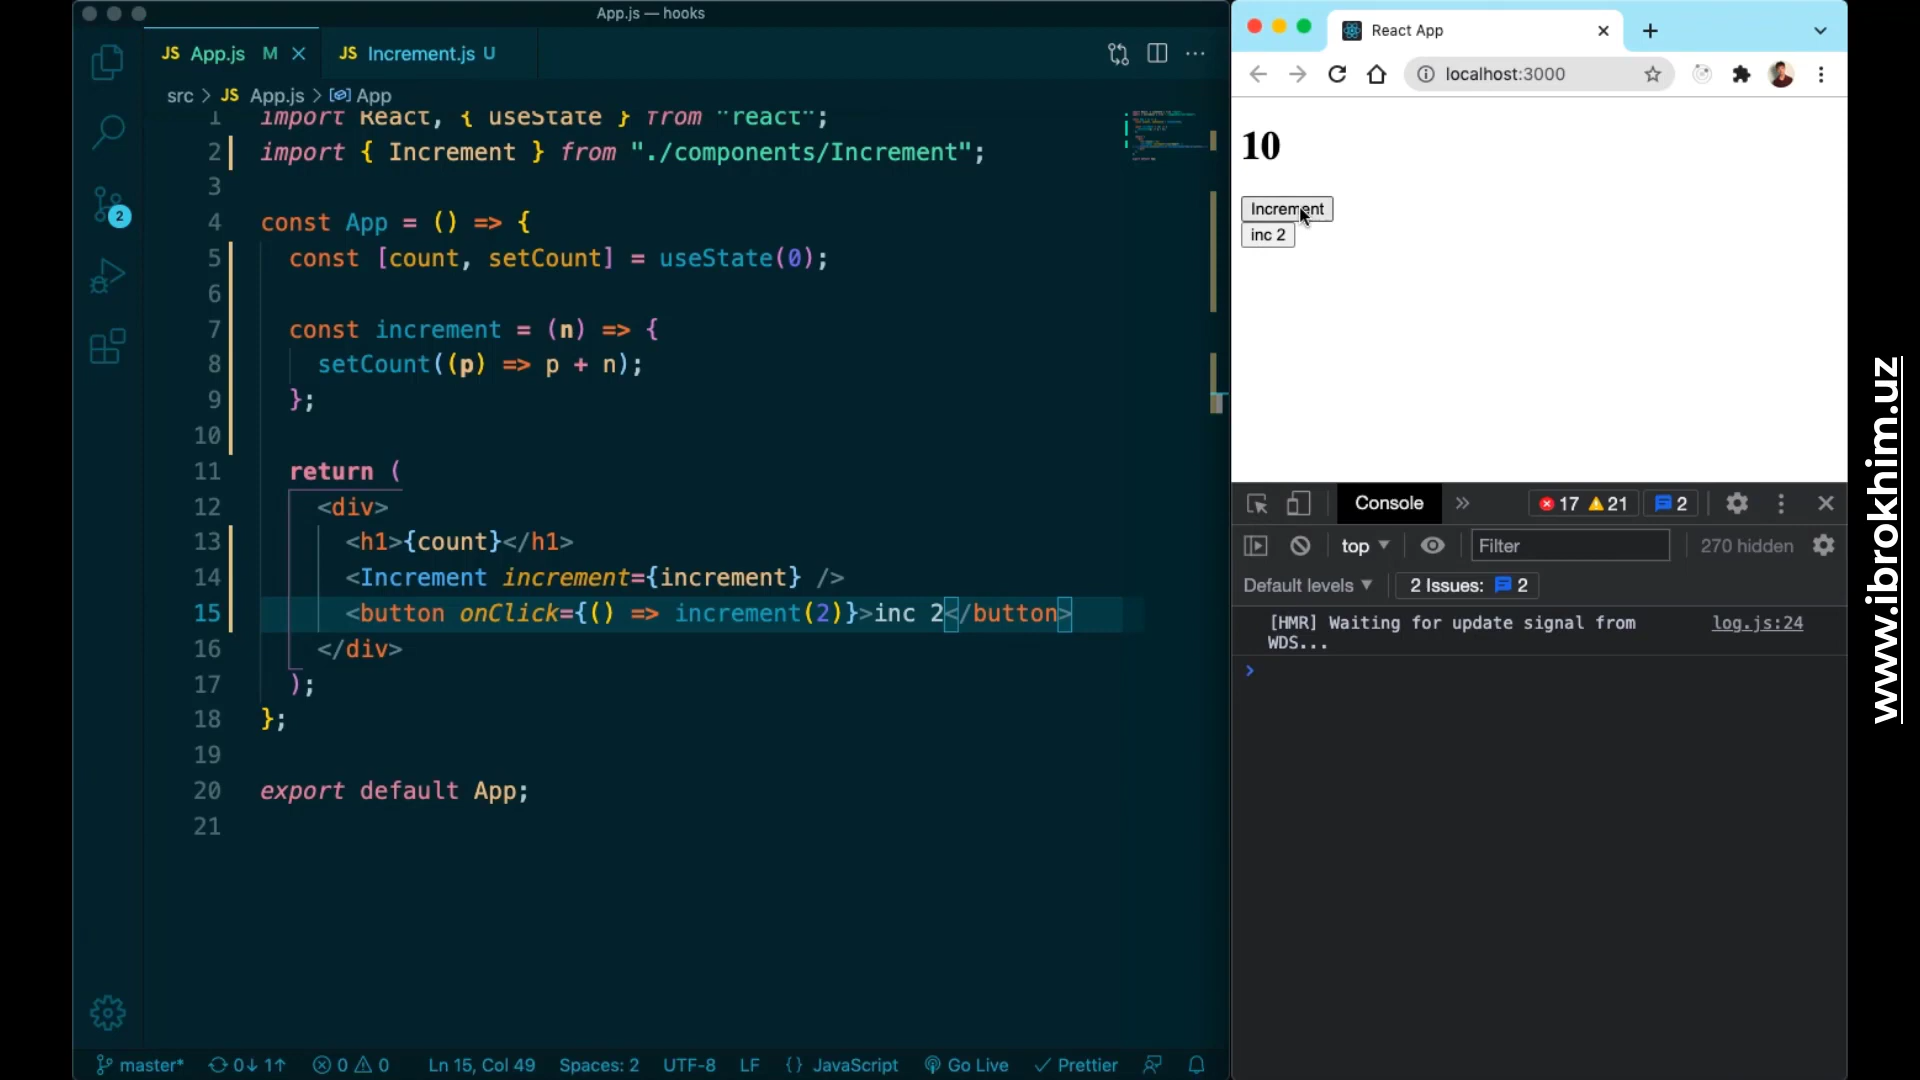 App.js — hooks
JS App.js M
JS Increment.js U
src > JS App.js > App
1 import React, { useState } from "react";
2 import { Increment } from "./components/Increment";
3
4 const App = () => {
5 const [count, setCount] = useState(0);
6
7 const increment = (n) => {
8 setCount((p) => p + n);
9 };
10
11 return (
12 <div>
13 <h1>{count}</h1>
14 <Increment increment={increment} />
15 <button onClick={() => increment(2)}>inc 2</button>
16 </div>
17 );
18 };
19
20 export default App;
21
2
master* 0↓ 1↑ 0 0 Ln 15, Col 49 Spaces: 2 UTF-8 LF {} JavaScript Go Live Prettier
React App
localhost:3000
10
Increment
inc 2
Console » 17 21 2
top Filter 270 hidden
Default levels 2 Issues: 2
[HMR] Waiting for update signal from log.js:24
WDS...
www.ibrokhim.uz